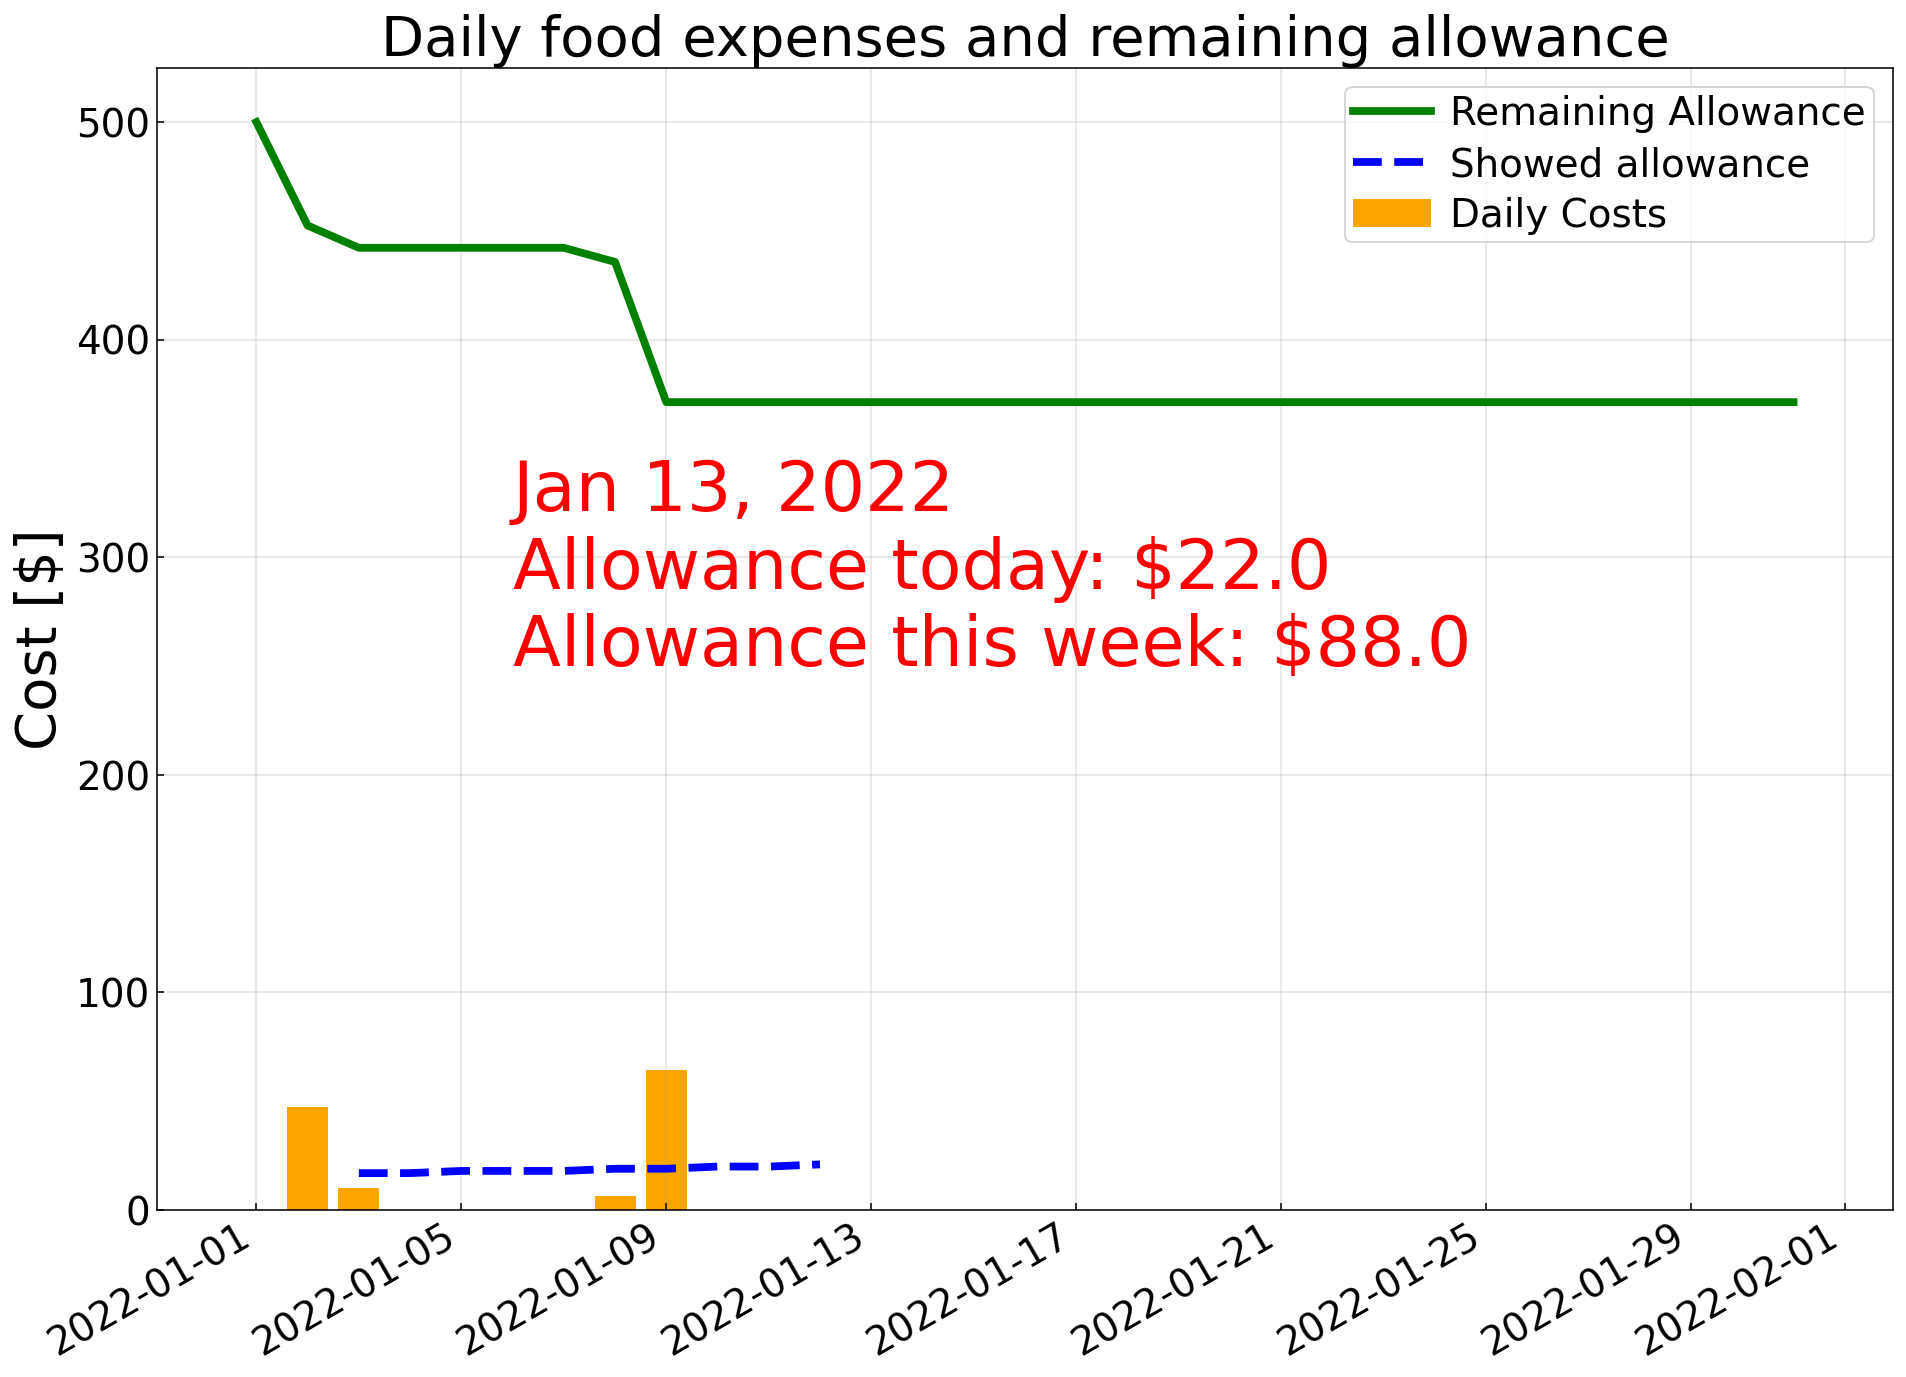 Daily food expenses and remaining allowance
Remaining Allowance
Showed allowance
Daily Costs
Cost [$]
500
400
300
200
100
0
Jan 13, 2022
Allowance today: $22.0
Allowance this week: $88.0
2022-01-01
2022-01-05
2022-01-09
2022-01-13
2022-01-17
2022-01-21
2022-01-25
2022-01-29
2022-02-01